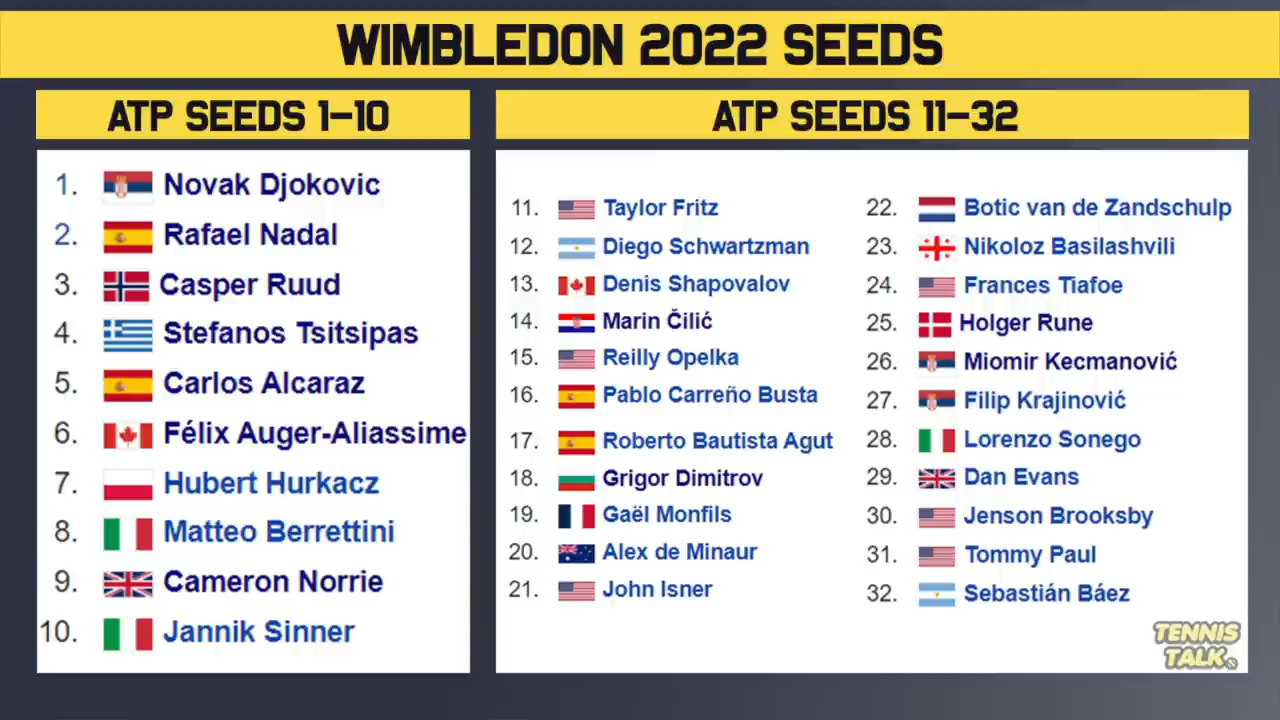 WIMBLEDON 2022 SEEDS
ATP SEEDS 1–10
1. Novak Djokovic
2. Rafael Nadal
3. Casper Ruud
4. Stefanos Tsitsipas
5. Carlos Alcaraz
6. Félix Auger-Aliassime
7. Hubert Hurkacz
8. Matteo Berrettini
9. Cameron Norrie
10. Jannik Sinner
ATP SEEDS 11–32
11. Taylor Fritz
12. Diego Schwartzman
13. Denis Shapovalov
14. Marin Čilić
15. Reilly Opelka
16. Pablo Carreño Busta
17. Roberto Bautista Agut
18. Grigor Dimitrov
19. Gaël Monfils
20. Alex de Minaur
21. John Isner
22. Botic van de Zandschulp
23. Nikoloz Basilashvili
24. Frances Tiafoe
25. Holger Rune
26. Miomir Kecmanović
27. Filip Krajinović
28. Lorenzo Sonego
29. Dan Evans
30. Jenson Brooksby
31. Tommy Paul
32. Sebastián Báez
TENNIS
TALK